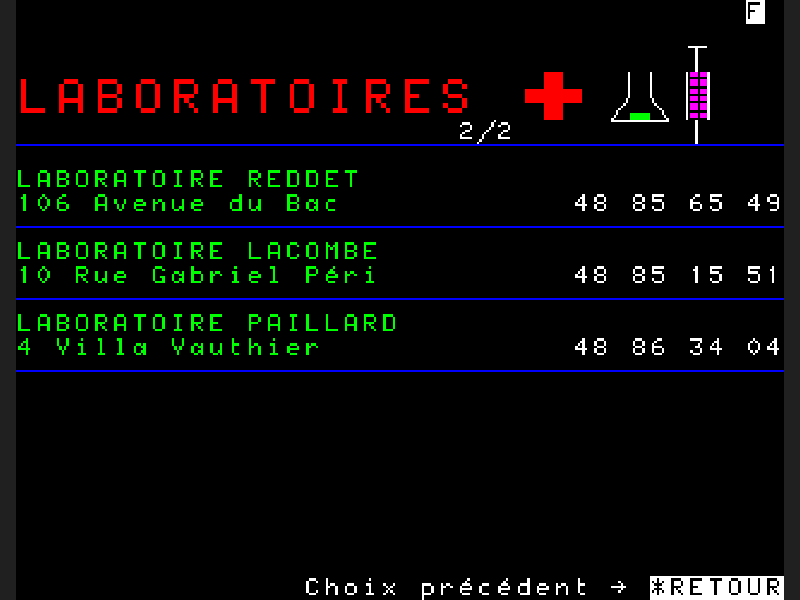 F
LABORATOIRES
2/2
LABORATOIRE REDDET
106 Avenue du Bac 48 85 65 49
LABORATOIRE LACOMBE
10 Rue Gabriel Péri 48 85 15 51
LABORATOIRE PAILLARD
4 Villa Vauthier 48 86 34 04
Choix précédent → *RETOUR